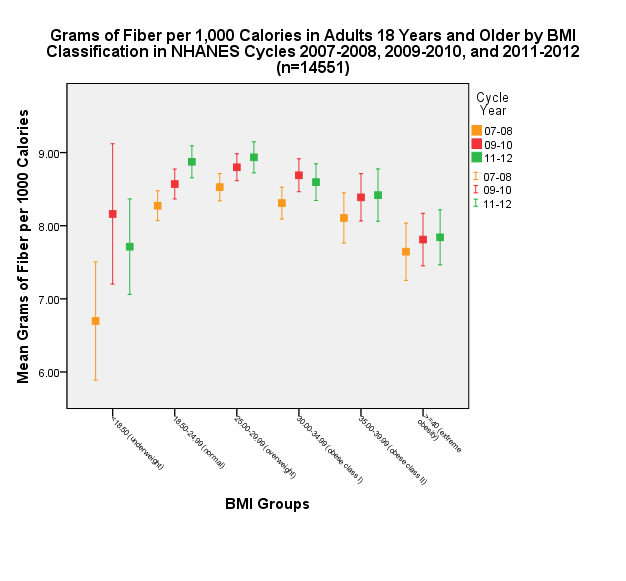 Grams of Fiber per 1,000 Calories in Adults 18 Years and Older by BMI
Classification in NHANES Cycles 2007-2008, 2009-2010, and 2011-2012
(n=14551)
Mean Grams of Fiber per 1000 Calories
9.00
8.00
7.00
6.00
Cycle
Year
07-08
09-10
11-12
07-08
09-10
11-12
<18.50 (underweight)
18.50-24.99 (normal)
25.00-29.99 (overweight)
30.00-34.99 (obese class I)
35.00-39.99 (obese class II)
>=40 (extreme
obesity)
BMI Groups